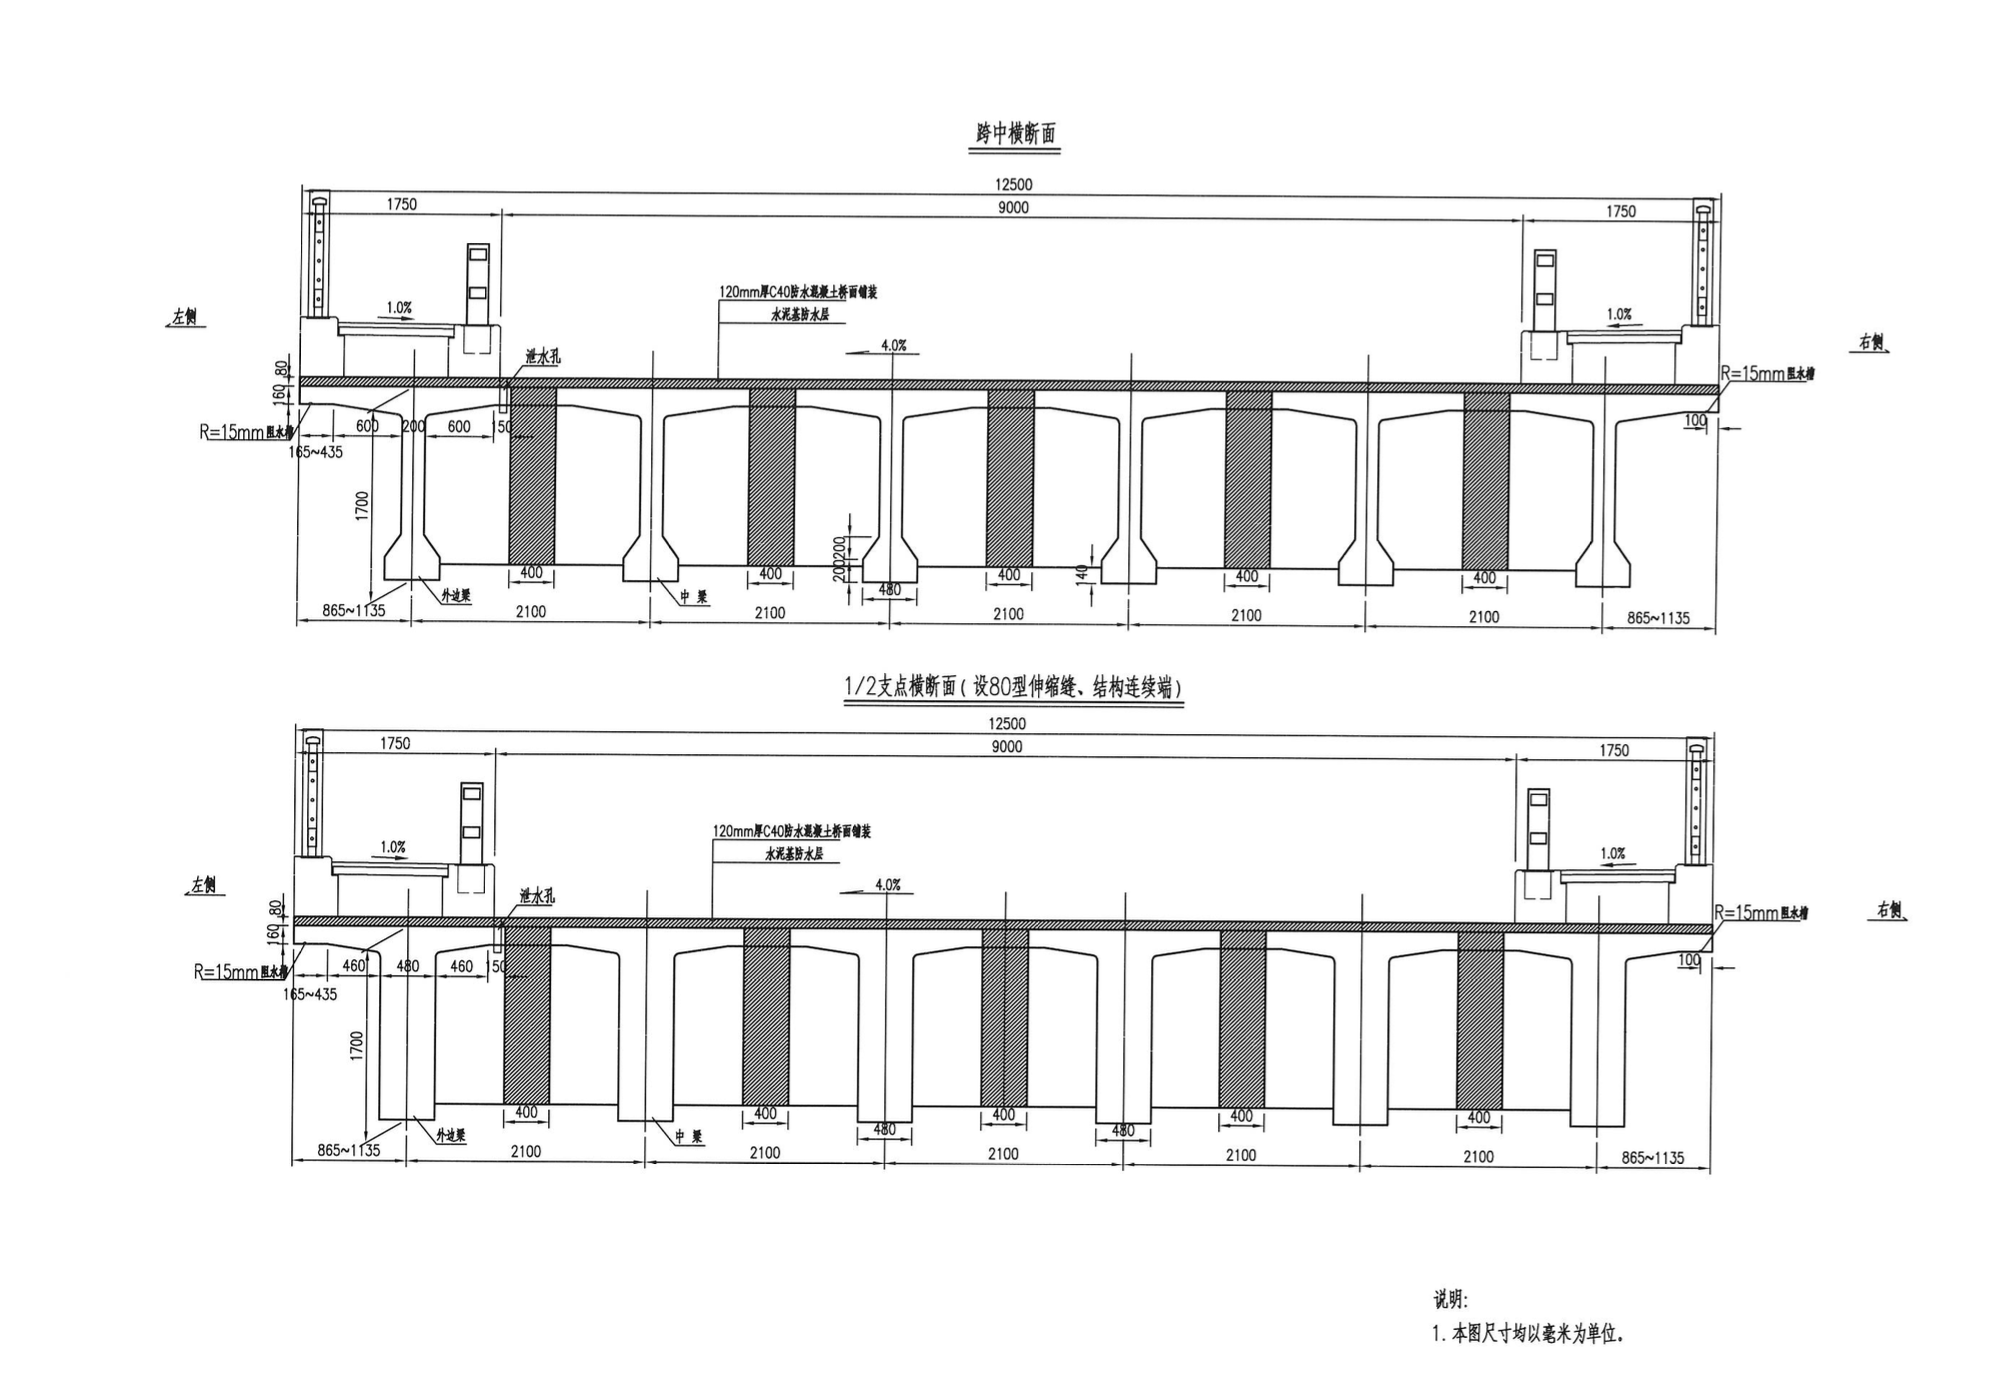 跨中横断面
12500
1750
9000
1750
120mm厚C40防水混凝土桥面铺装
水泥基防水层
左侧
1.0%
4.0%
1.0%
右侧
泄水孔
R=15mm阻水槽
80
160
R=15mm阻水槽
600
200
600
150
100
165~435
1700
200
200
140
400
400
400
400
400
480
外边梁
中 梁
865~1135
2100
2100
2100
2100
2100
865~1135
1/2支点横断面(设80型伸缩缝、结构连续端)
12500
1750
9000
1750
120mm厚C40防水混凝土桥面铺装
水泥基防水层
左侧
1.0%
4.0%
1.0%
右侧
泄水孔
R=15mm阻水槽
80
160
R=15mm阻水槽
460
480
460
150
100
165~435
1700
400
400
400
400
400
480
480
外边梁
中 梁
865~1135
2100
2100
2100
2100
2100
865~1135
说明:
1. 本图尺寸均以毫米为单位。